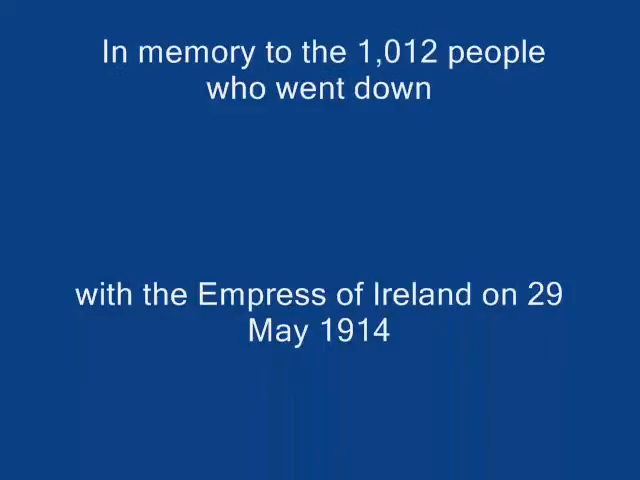 In memory to the 1,012 people
who went down
with the Empress of Ireland on 29
May 1914